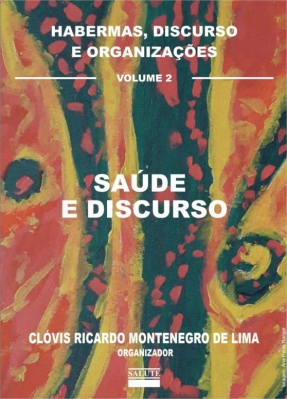 HABERMAS, DISCURSO
E ORGANIZAÇÕES
VOLUME 2
SAÚDE
E DISCURSO
CLÓVIS RICARDO MONTENEGRO DE LIMA
ORGANIZADOR
SALUTE